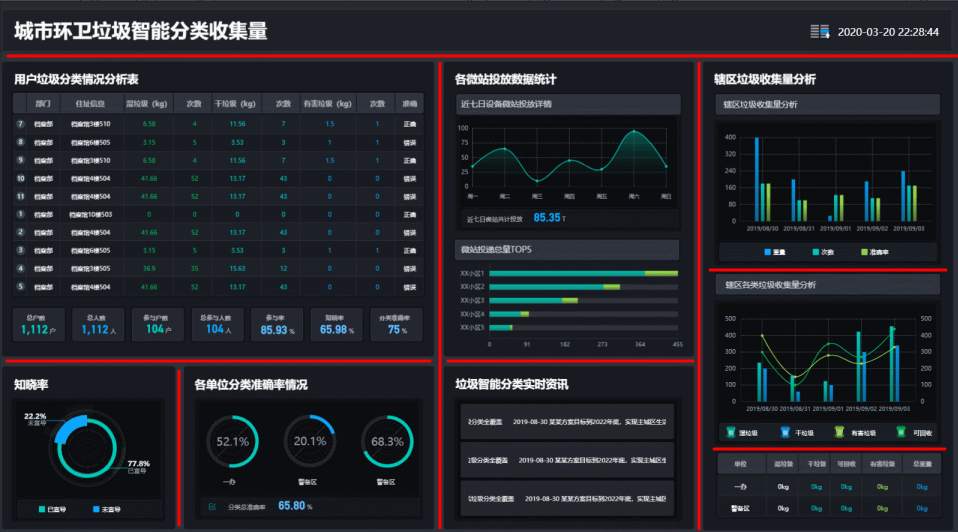 城市环卫垃圾智能分类收集量
2020-03-20 22:28:44
用户垃圾分类情况分析表
部门 住址信息 湿垃圾（kg） 次数 干垃圾（kg） 次数 有害垃圾（kg） 次数 准确
7 档案部 档案馆3楼510 6.58 4 11.56 7 1.5 1 正确
8 档案部 档案馆6楼505 3.15 5 3.53 3 1 1 错误
9 档案部 档案馆3楼510 6.58 4 11.56 7 1.5 1 正确
10 档案部 档案馆4楼504 41.66 52 13.17 43 0 0 错误
11 档案部 档案馆4楼504 41.66 52 13.17 43 0 0 错误
1 档案部 档案馆10楼503 0 0 0 0 0 0 正确
2 档案部 档案馆4楼504 41.66 52 13.17 43 0 0 错误
3 档案部 档案馆6楼505 3.15 5 3.53 3 1 1 正确
4 档案部 档案馆3楼510 36.9 35 15.63 12 0 0 错误
5 档案部 档案馆4楼504 41.66 52 13.17 43 0 0 错误
总户数 总人数 参与户数 总参与人数 参与率 知晓率 分类准确率
1,112 户 1,112 人 104 户 104 人 85.93 % 65.98 % 75 %
知晓率
22.2%
未宣导
77.8%
已宣导
已宣导 未宣导
各单位分类准确率情况
52.1% 20.1% 68.3%
一办 警备区 警备区
分类总准确率 65.80 %
各微站投放数据统计
近七日设备微站投放详情
100
75
50
25
0
周一 周二 周三 周四 周五 周六 周日
近七日微站共计投放 85.35 T
微站投递总量TOP5
XX小区1
XX小区2
XX小区3
XX小区4
XX小区5
0 91 182 273 364 455
垃圾智能分类实时资讯
分类全覆盖 2019-08-30 某某方案目标到2022年底，实现主城区生
圾分类全覆盖 2019-08-30 某某方案目标到2022年底，实现主城区生
垃圾分类全覆盖 2019-08-30 某某方案目标到2022年底，实现主城区
辖区垃圾收集量分析
辖区垃圾收集量分析
400
320
240
160
80
0
2019/08/30 2019/08/31 2019/09/01 2019/09/02 2019/09/03
重量 次数 准确率
辖区各类垃圾收集量分析
500 500
400 400
300 300
200 200
100 100
0 0
2019/08/30 2019/08/31 2019/09/01 2019/09/02 2019/09/03
湿垃圾 干垃圾 有害垃圾 可回收
单位 湿垃圾 干垃圾 可回收 有害垃圾 总重量
一办 0kg 0kg 0kg 0kg 0kg
警备区 0kg 0kg 0kg 0kg 0kg